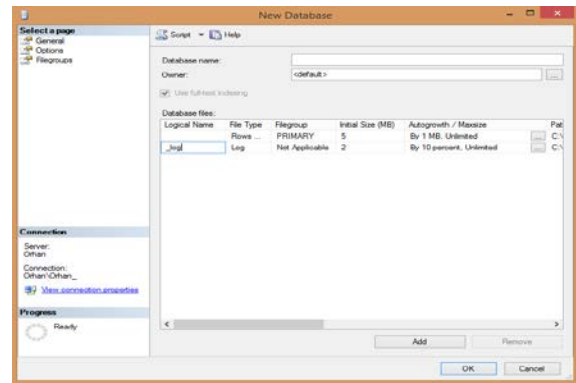 New Database
Select a page
General
Options
Filegroups
Script Help
Database name:
Owner: <default> ...
Use full-text indexing
Database files:
Logical Name File Type Filegroup Initial Size (MB) Autogrowth / Maxsize Pat
Rows ... PRIMARY 5 By 1 MB, Unlimited ... C:\
_log Log Not Applicable 2 By 10 percent, Unlimited ... C:\
Connection
Server:
Orhan
Connection:
Orhan\Orhan_
View connection properties
Progress
Ready
Add Remove
OK Cancel